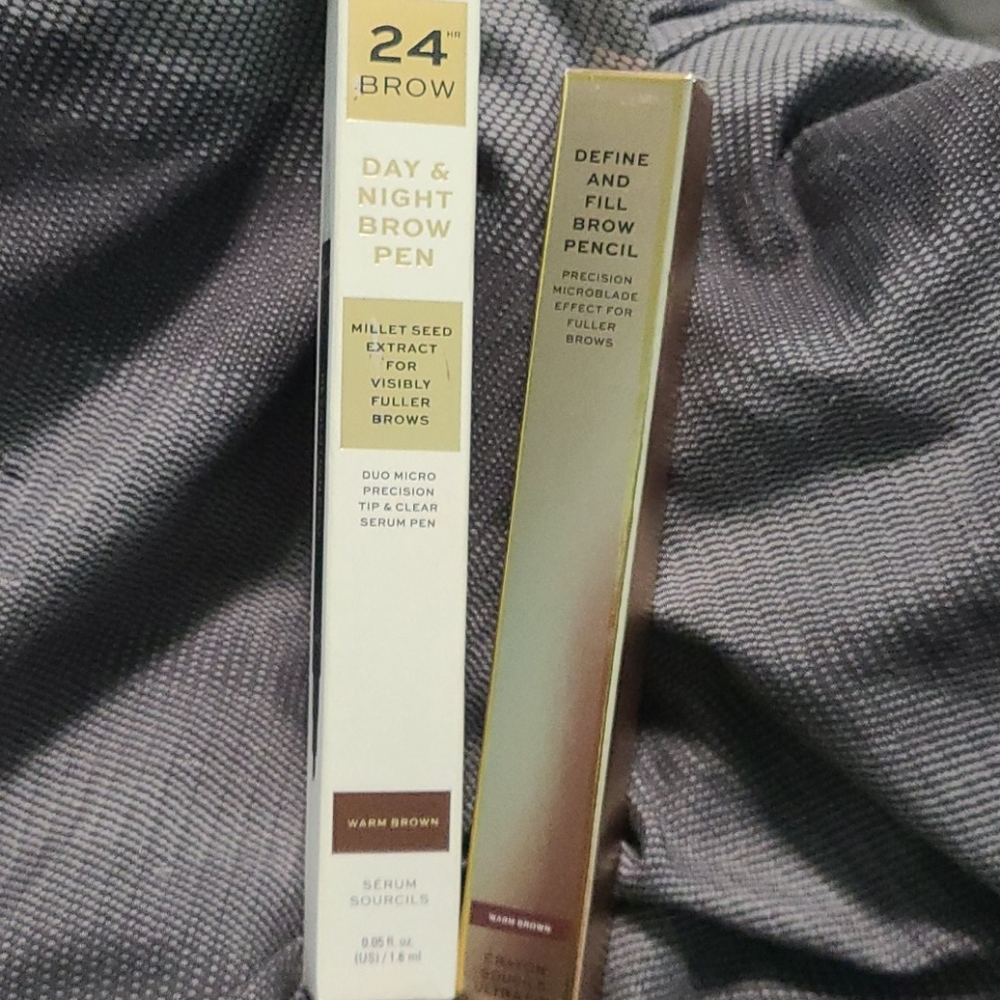 24HR
BROW
DAY &
NIGHT
BROW
PEN
MILLET SEED
EXTRACT
FOR
VISIBLY
FULLER
BROWS
DUO MICRO
PRECISION
TIP & CLEAR
SERUM PEN
WARM BROWN
SÉRUM
SOURCILS
0.05 fl. oz.
(US) / 1.6 ml
DEFINE
AND
FILL
BROW
PENCIL
PRECISION
MICROBLADE
EFFECT FOR
FULLER
BROWS
WARM BROWN
CRAYON
SOURCILS